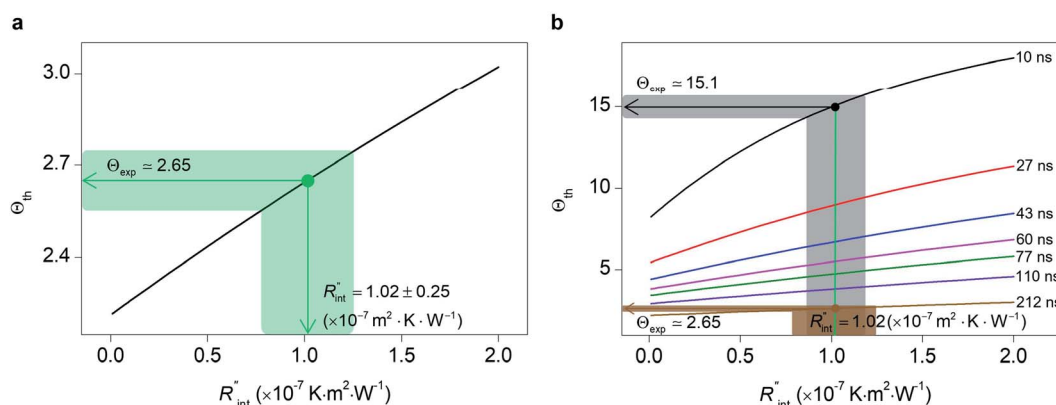 a
3.0
2.7
2.4
Θth
Θexp ≃ 2.65
R″int = 1.02 ± 0.25
(×10-7 m2 · K · W-1)
0.0 0.5 1.0 1.5 2.0
R″int (×10-7 K·m2·W-1)
b
15
10
5
Θth
Θexp ≃ 15.1
10 ns
27 ns
43 ns
60 ns
77 ns
110 ns
212 ns
Θexp ≃ 2.65
R″int = 1.02 (×10-7 m2 · K · W-1)
0.0 0.5 1.0 1.5 2.0
R″int (×10-7 K·m2·W-1)